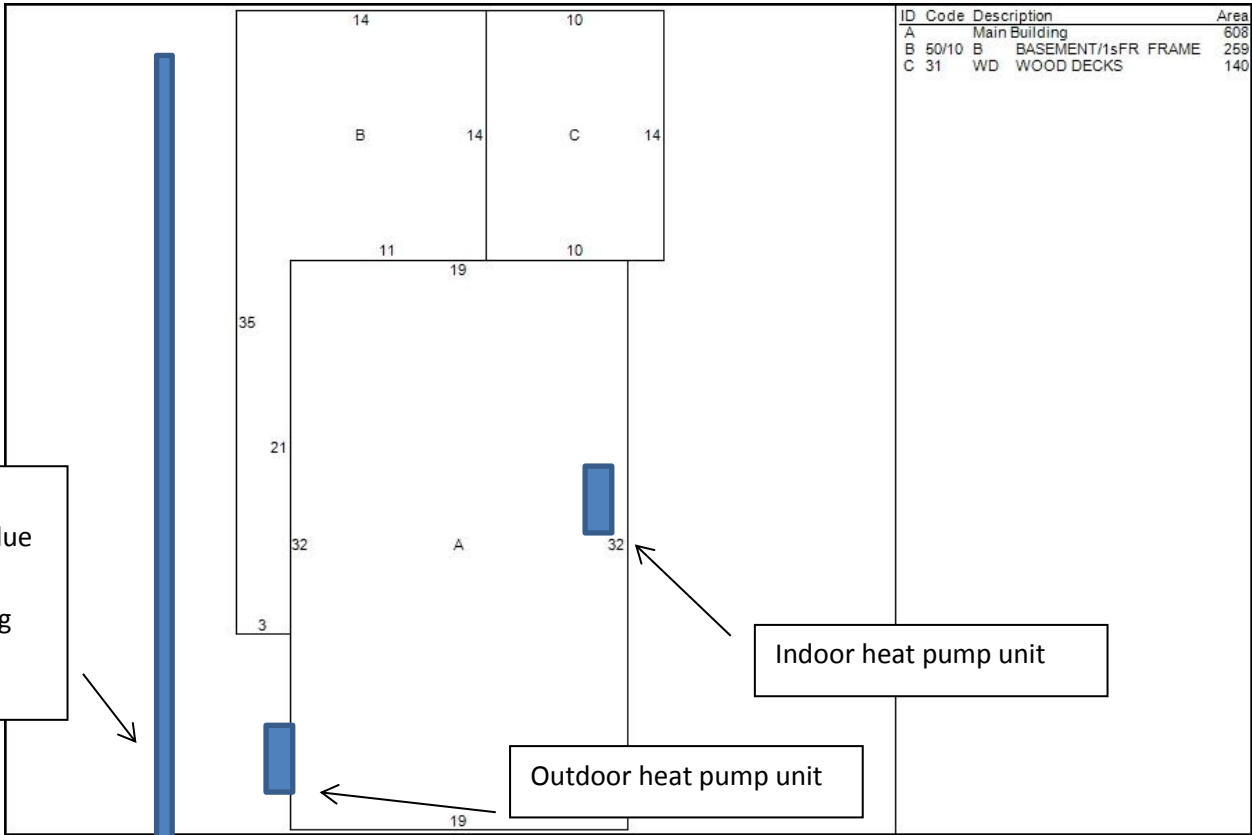 14
10
ID Code Description Area
A Main Building 608
B 50/10 B BASEMENT/1sFR FRAME 259
C 31 WD WOOD DECKS 140
B
14
C
14
11
10
19
35
21
32
A
32
3
Indoor heat pump unit
Outdoor heat pump unit
19